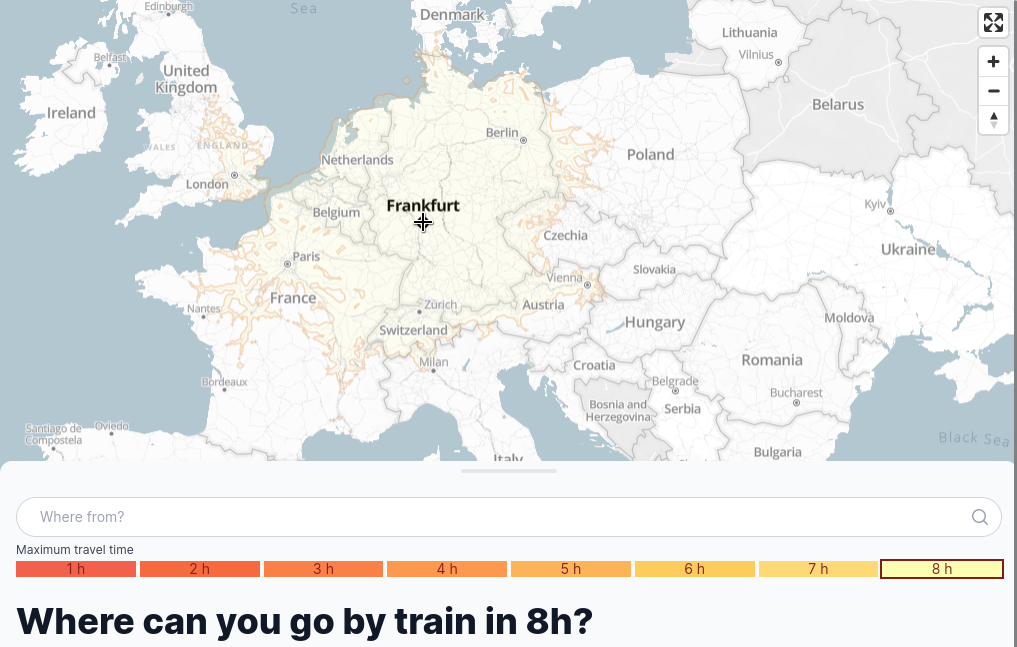 Edinburgh
Sea
Denmark
Lithuania
Vilnius
Belfast
United
Kingdom
Ireland
Belarus
WALES
ENGLAND
Berlin
Netherlands
Poland
London
Frankfurt
Belgium
Kyiv
Czechia
Ukraine
Paris
Slovakia
Vienna
France
Zürich
Austria
Nantes
Switzerland
Hungary
Moldova
Milan
Croatia
Romania
Bordeaux
Belgrade
Bucharest
Bosnia and
Herzegovina
Serbia
Santiago de
Compostela
Oviedo
Black Sea
Italy
Bulgaria
Where from?
Maximum travel time
1 h 2 h 3 h 4 h 5 h 6 h 7 h 8 h
Where can you go by train in 8h?